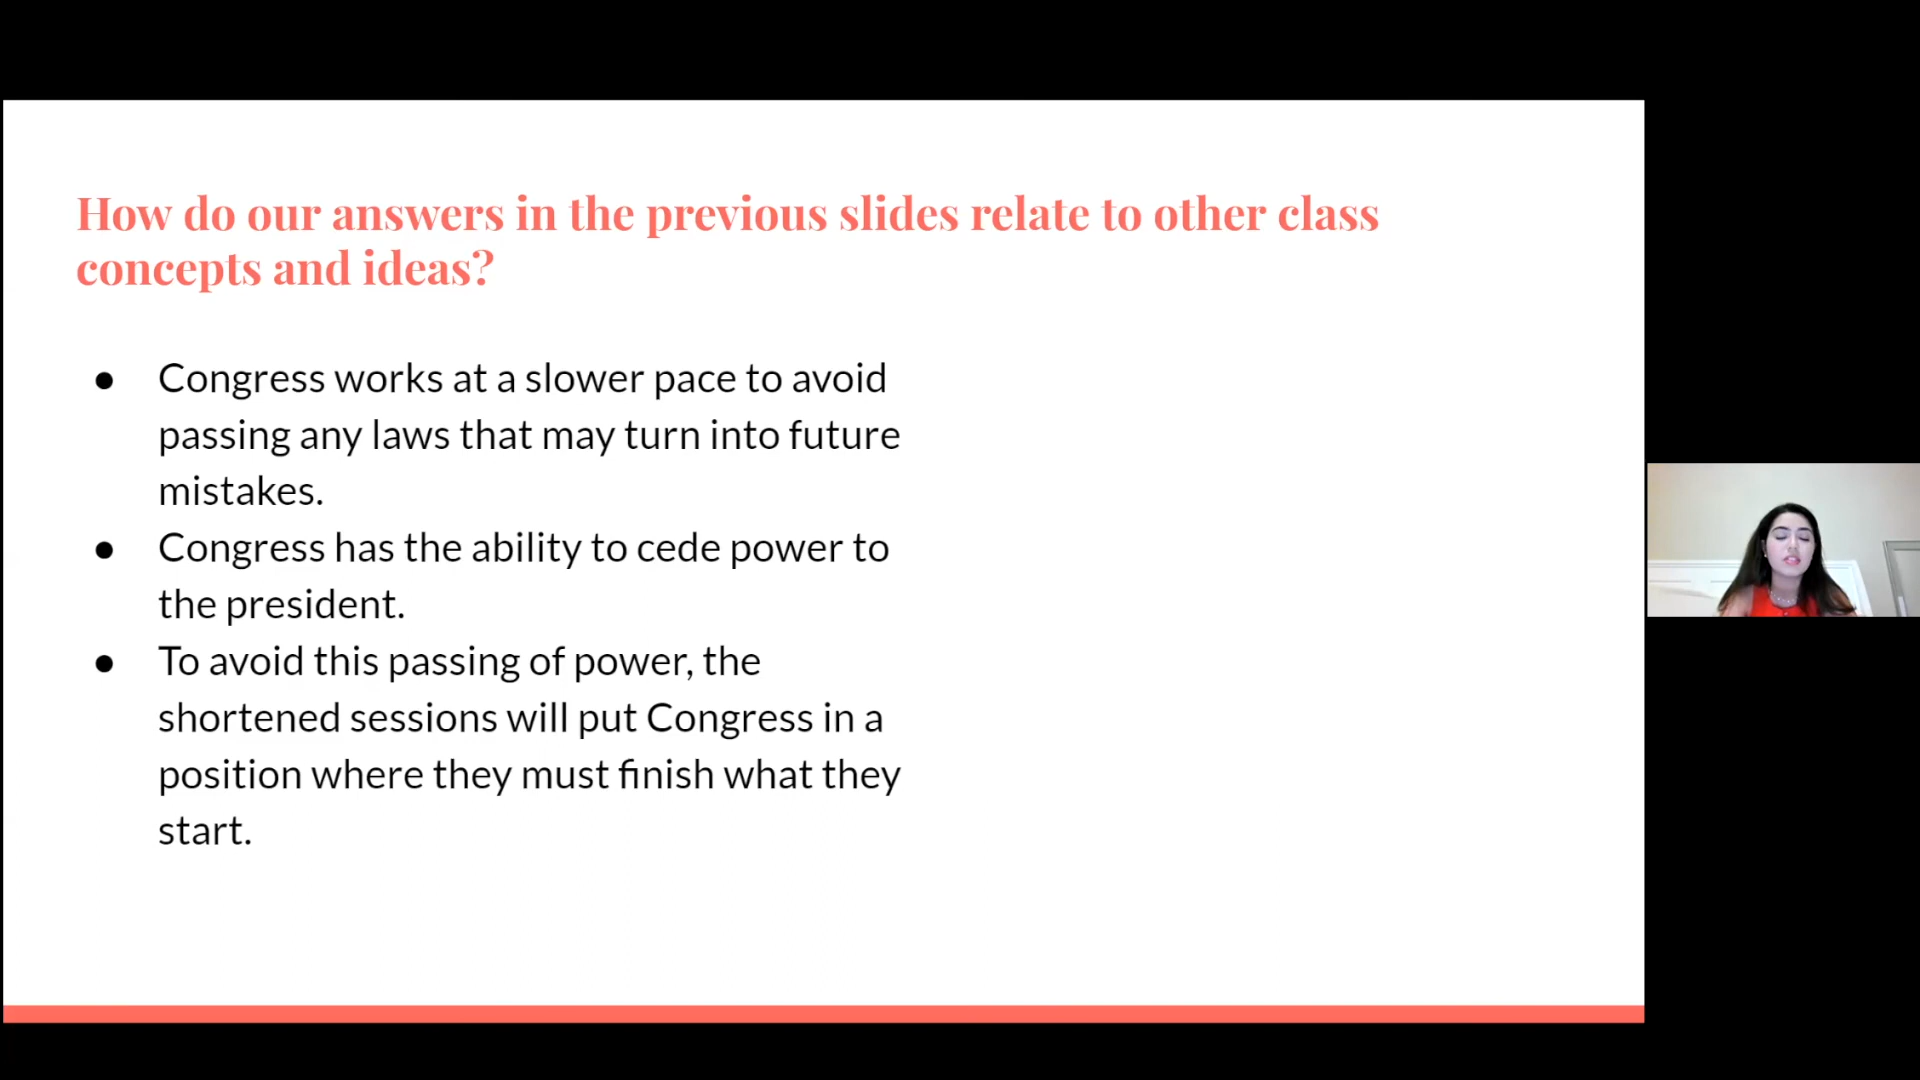 How do our answers in the previous slides relate to other class
concepts and ideas?
● Congress works at a slower pace to avoid
passing any laws that may turn into future
mistakes.
● Congress has the ability to cede power to
the president.
● To avoid this passing of power, the
shortened sessions will put Congress in a
position where they must finish what they
start.